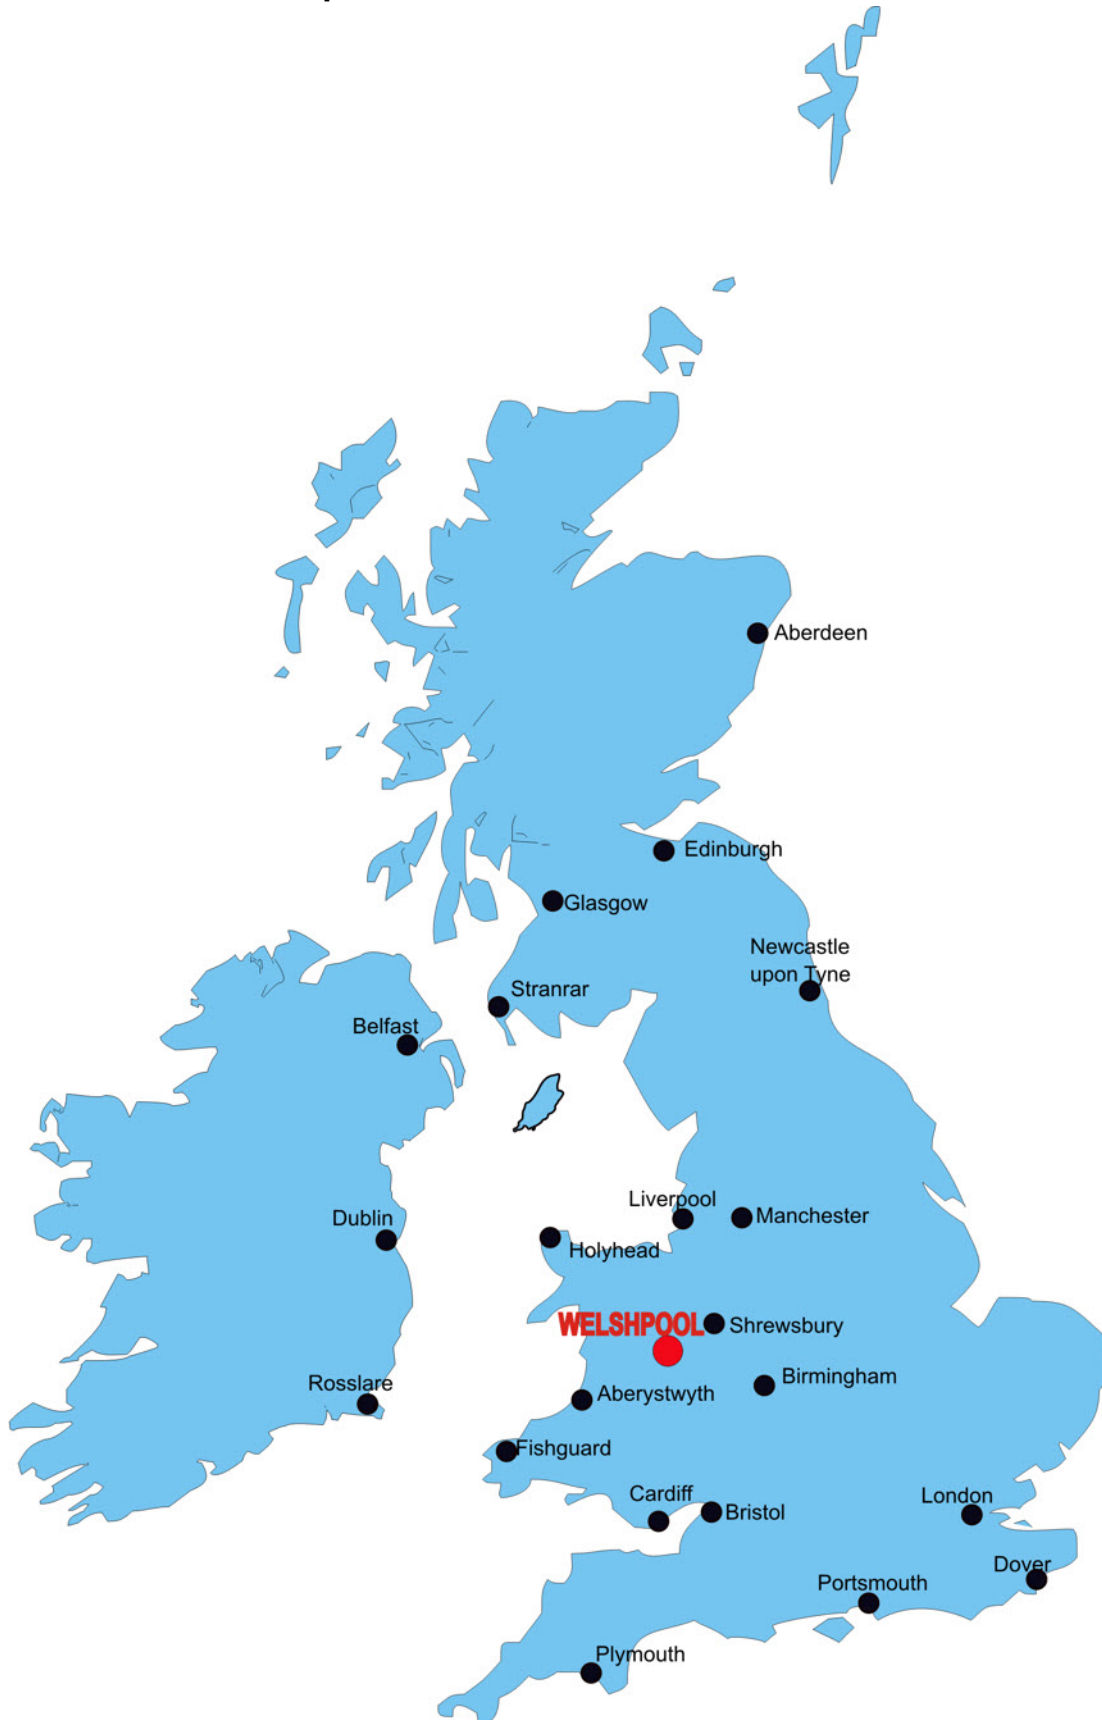 Aberdeen
Edinburgh
Glasgow
Newcastle
upon Tyne
Stranrar
Belfast
Liverpool
Manchester
Dublin
Holyhead
WELSHPOOL
Shrewsbury
Birmingham
Rosslare
Aberystwyth
Fishguard
Cardiff
London
Bristol
Dover
Portsmouth
Plymouth